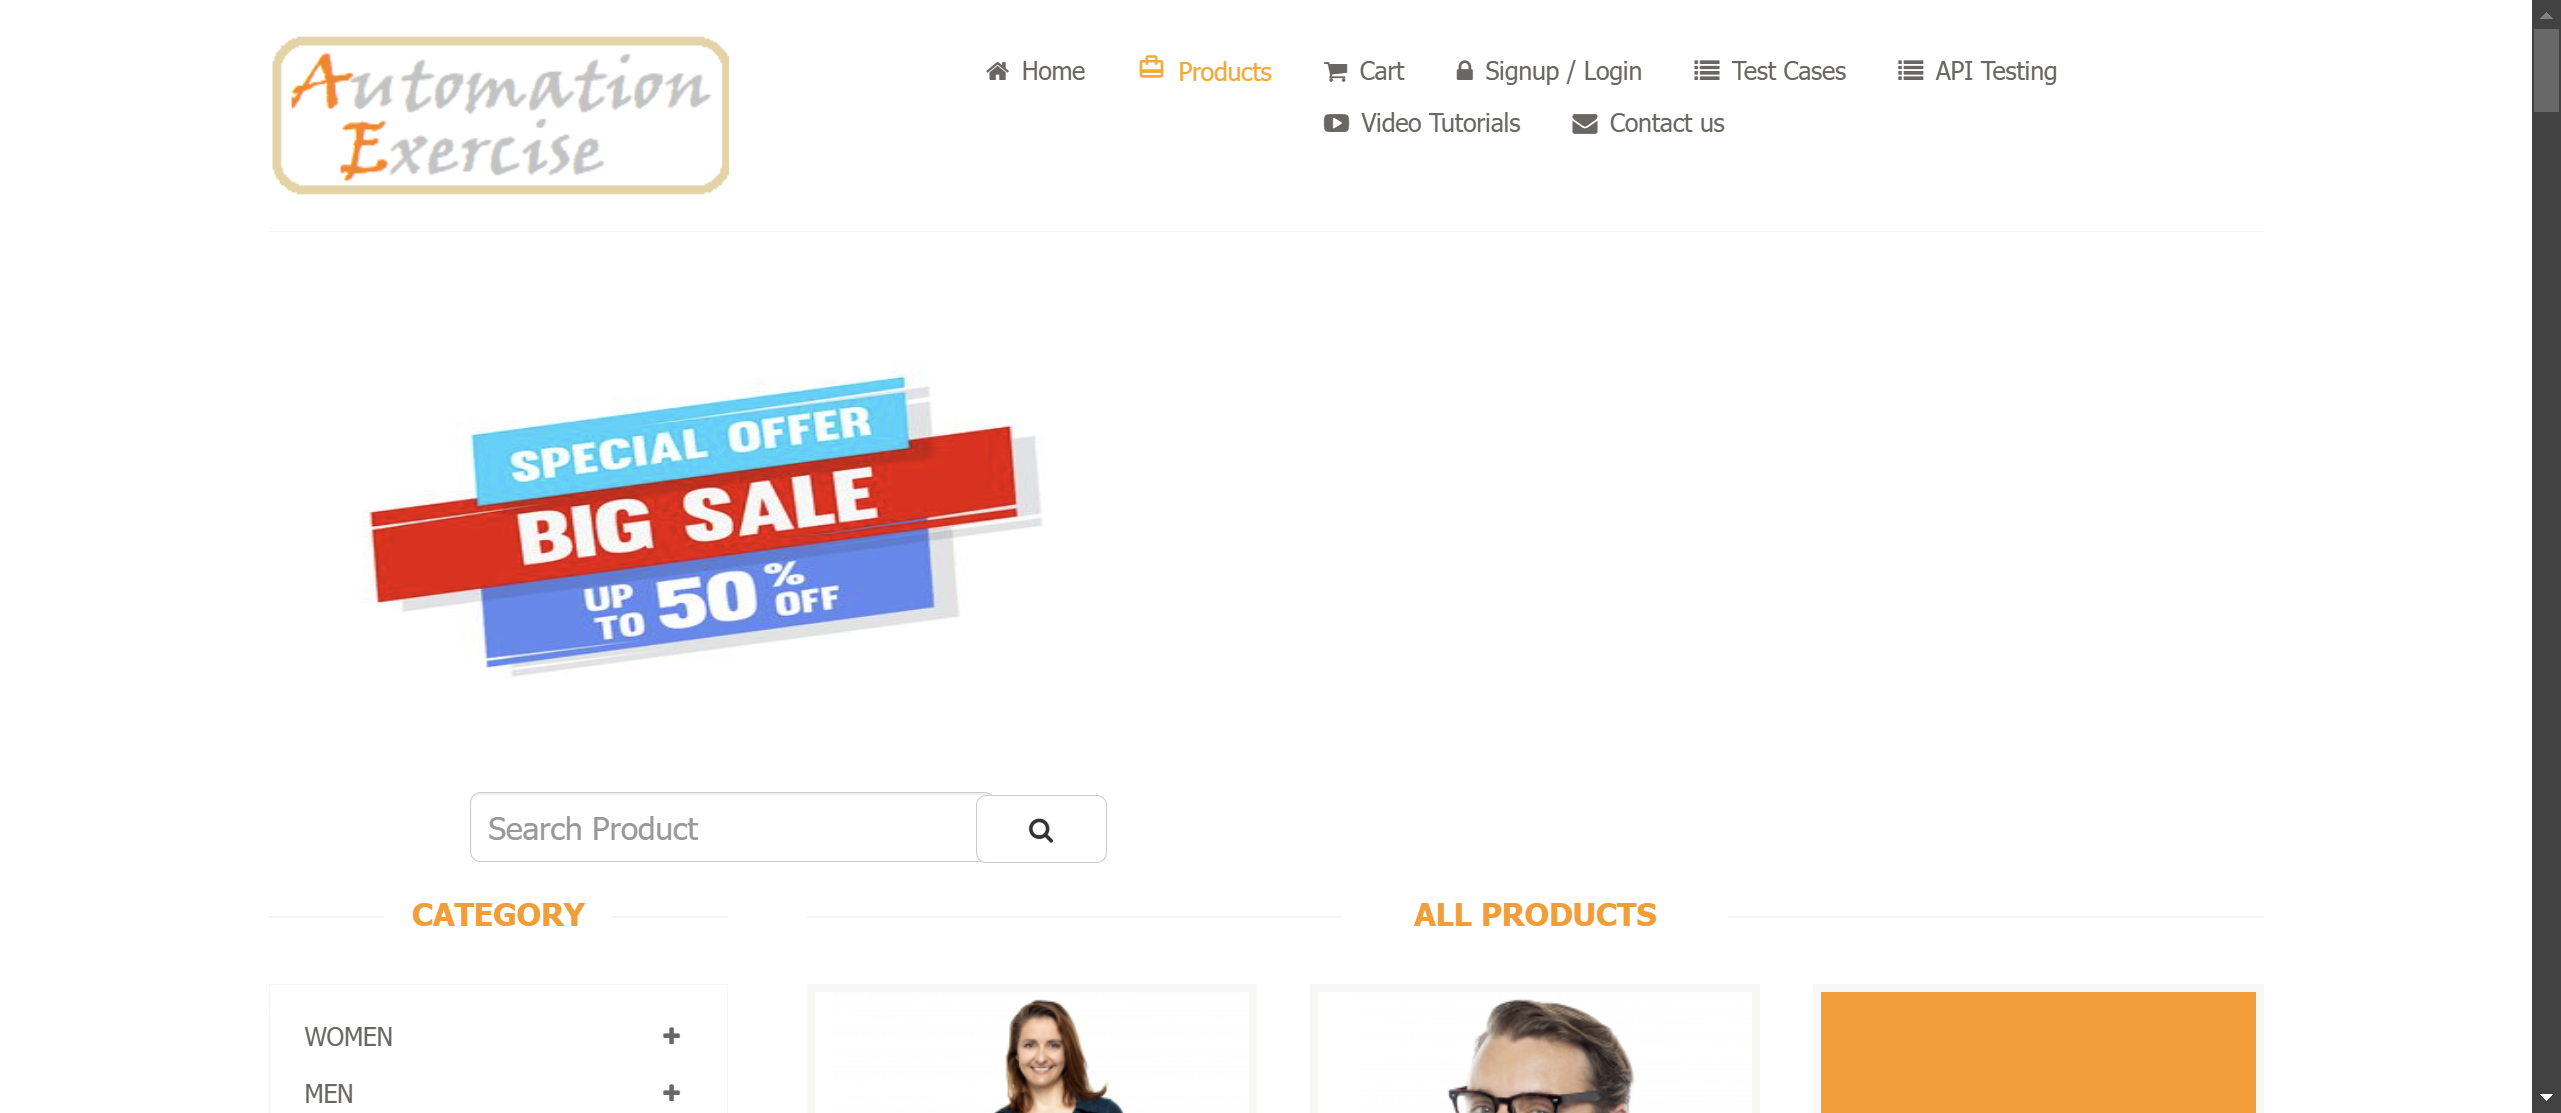 Automation
Exercise
Home
Products
Cart
Signup / Login
Test Cases
API Testing
Video Tutorials
Contact us
SPECIAL OFFER
BIG SALE
UP TO 50% OFF
Search Product
CATEGORY
ALL PRODUCTS
WOMEN
MEN